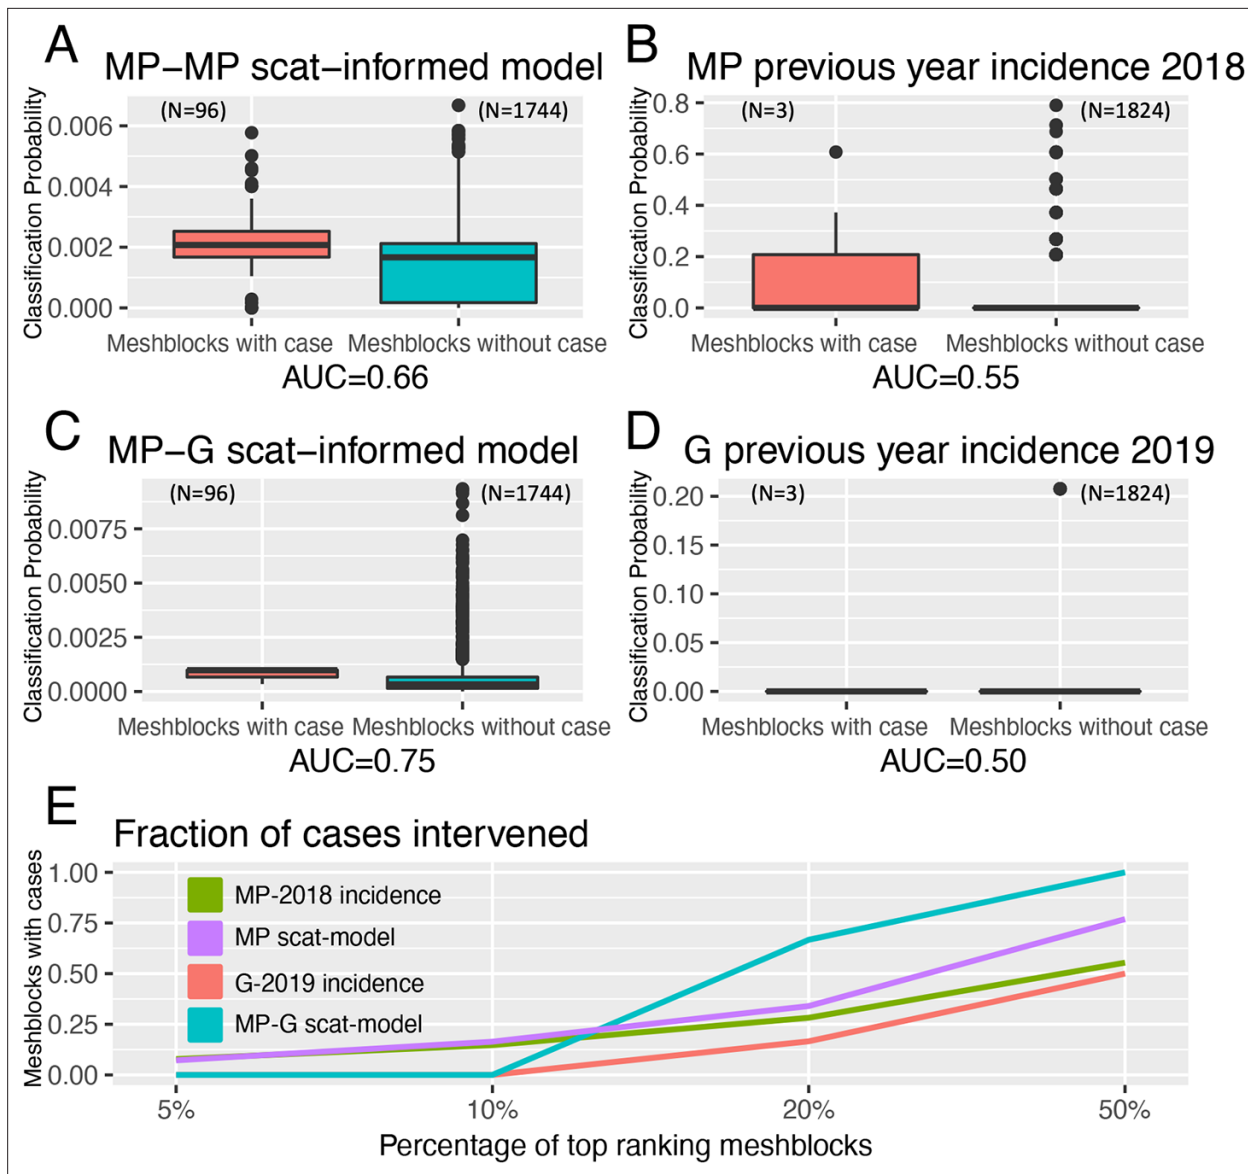 A
MP−MP scat−informed model
Classification Probability
(N=96)
(N=1744)
0.006
0.004
0.002
0.000
Meshblocks with case
Meshblocks without case
AUC=0.66
B
MP previous year incidence 2018
Classification Probability
(N=3)
(N=1824)
0.8
0.6
0.4
0.2
0.0
Meshblocks with case
Meshblocks without case
AUC=0.55
C
MP−G scat−informed model
Classification Probability
(N=96)
(N=1744)
0.0075
0.0050
0.0025
0.0000
Meshblocks with case
Meshblocks without case
AUC=0.75
D
G previous year incidence 2019
Classification Probability
(N=3)
(N=1824)
0.20
0.15
0.10
0.05
0.00
Meshblocks with case
Meshblocks without case
AUC=0.50
E
Fraction of cases intervened
Meshblocks with cases
1.00
0.75
0.50
0.25
0.00
MP-2018 incidence
MP scat-model
G-2019 incidence
MP-G scat-model
5%
10%
20%
50%
Percentage of top ranking meshblocks